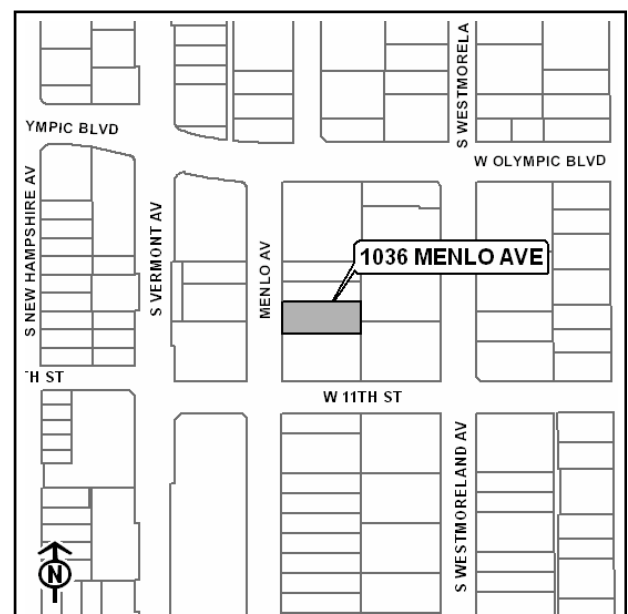 S WESTMORELA
YMPIC BLVD
W OLYMPIC BLVD
S NEW HAMPSHIRE AV
S VERMONT AV
MENLO AV
1036 MENLO AVE
'H ST
W 11TH ST
S WESTMORELAND AV
N